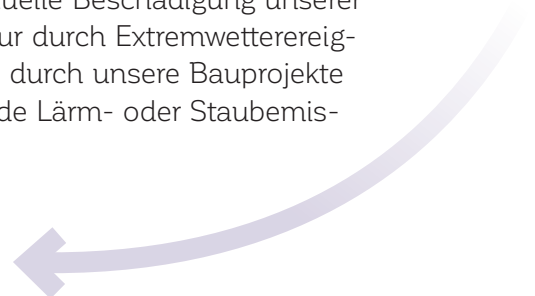 uelle Beschädigung unserer
ur durch Extremwetterereig-
durch unsere Bauprojekte
de Lärm- oder Staubemis-